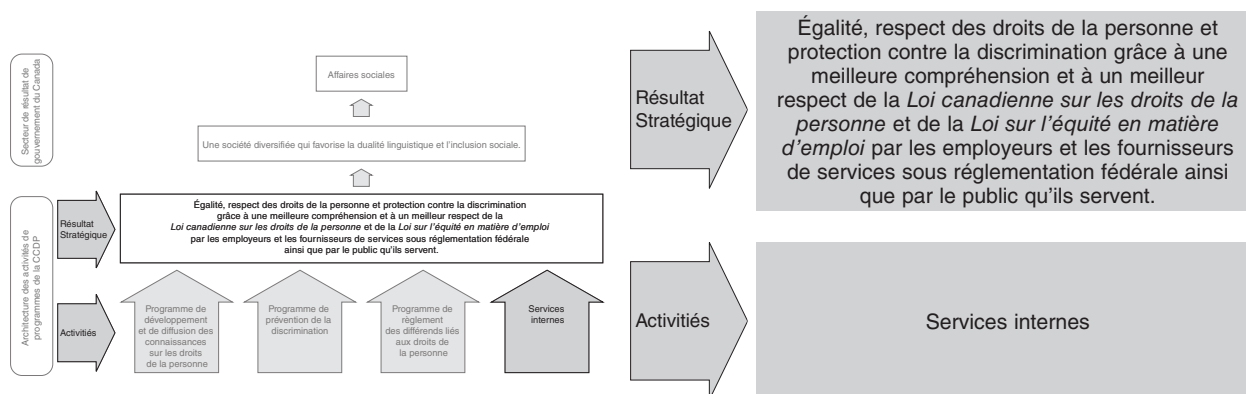 Secteur de résultat de
gouvernement du Canada
Affaires sociales
Une société diversifiée qui favorise la dualité linguistique et l'inclusion sociale.
Architecture des activités de
programmes de la CCDP
Résultat
Stratégique
Égalité, respect des droits de la personne et protection contre la discrimination
grâce à une meilleure compréhension et à un meilleur respect de la
Loi canadienne sur les droits de la personne et de la Loi sur l'équité en matière d'emploi
par les employeurs et les fournisseurs de services sous réglementation fédérale
ainsi que par le public qu'ils servent.
Activitiés
Programme de
développement
et de diffusion des
connaissances
sur les droits
de la personne
Programme de
prévention de la
discrimination
Programme de
règlement
des différends liés
aux droits de
la personne
Services
internes
Résultat
Stratégique
Égalité, respect des droits de la personne et
protection contre la discrimination grâce à une
meilleure compréhension et à un meilleur
respect de la Loi canadienne sur les droits de la
personne et de la Loi sur l'équité en matière
d'emploi par les employeurs et les fournisseurs
de services sous réglementation fédérale ainsi
que par le public qu'ils servent.
Activitiés
Services internes